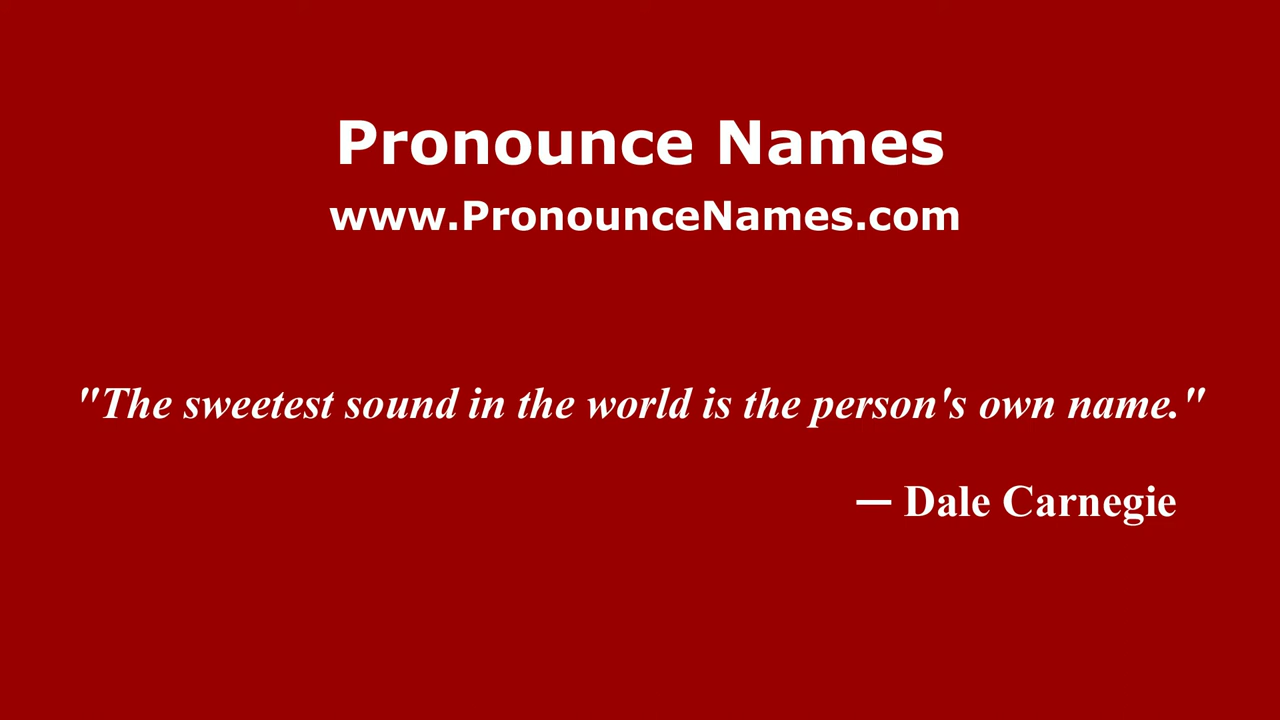 Pronounce Names
www.PronounceNames.com
"The sweetest sound in the world is the person's own name."
— Dale Carnegie